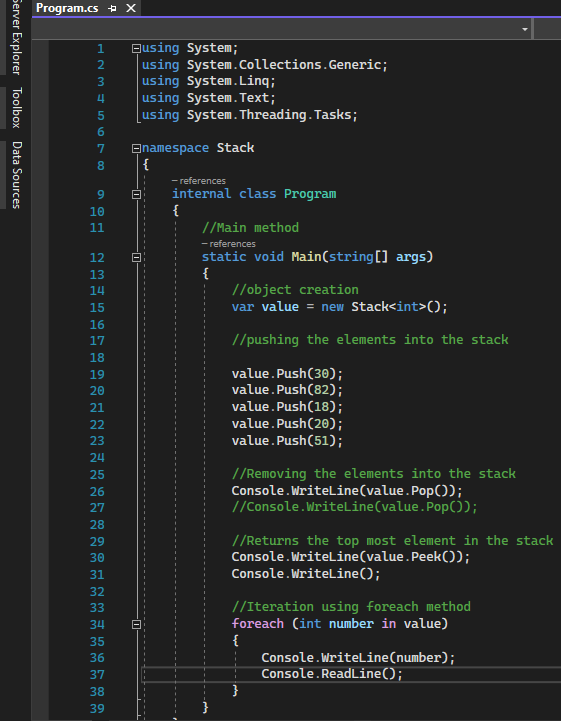 Program.cs
Server Explorer
Toolbox
Data Sources
1 using System;
2 using System.Collections.Generic;
3 using System.Linq;
4 using System.Text;
5 using System.Threading.Tasks;
6
7 namespace Stack
8 {
– references
9 internal class Program
10 {
11 //Main method
– references
12 static void Main(string[] args)
13 {
14 //object creation
15 var value = new Stack<int>();
16
17 //pushing the elements into the stack
18
19 value.Push(30);
20 value.Push(82);
21 value.Push(18);
22 value.Push(20);
23 value.Push(51);
24
25 //Removing the elements into the stack
26 Console.WriteLine(value.Pop());
27 //Console.WriteLine(value.Pop());
28
29 //Returns the top most element in the stack
30 Console.WriteLine(value.Peek());
31 Console.WriteLine();
32
33 //Iteration using foreach method
34 foreach (int number in value)
35 {
36 Console.WriteLine(number);
37 Console.ReadLine();
38 }
39 }